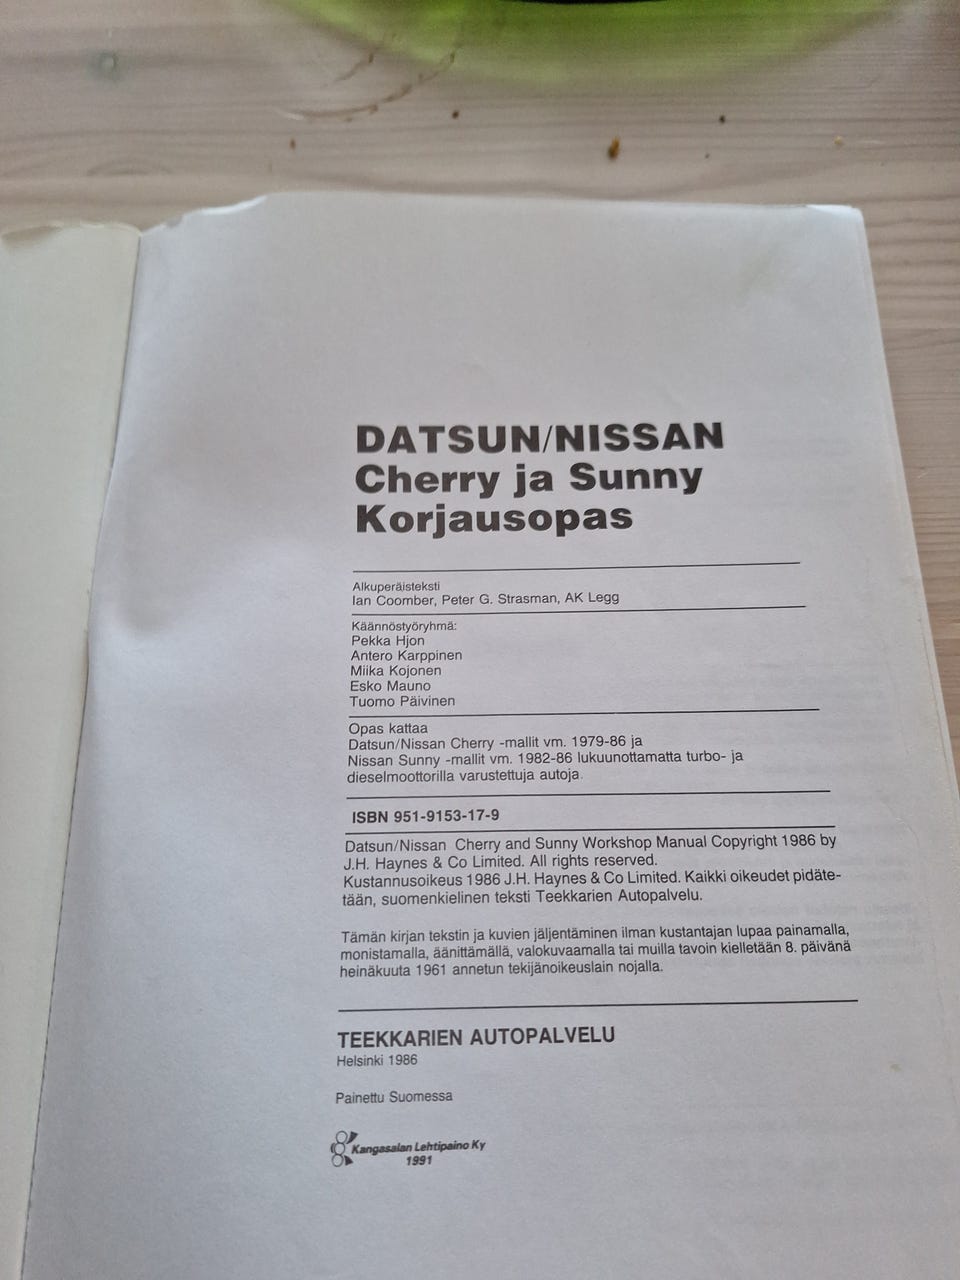 DATSUN/NISSAN
Cherry ja Sunny
Korjausopas
Alkuperäisteksti
Ian Coomber, Peter G. Strasman, AK Legg
Käännöstyöryhmä:
Pekka Hjon
Antero Karppinen
Miika Kojonen
Esko Mauno
Tuomo Päivinen
Opas kattaa
Datsun/Nissan Cherry -mallit vm. 1979-86 ja
Nissan Sunny -mallit vm. 1982-86 lukuunottamatta turbo- ja
dieselmoottorilla varustettuja autoja.
ISBN 951-9153-17-9
Datsun/Nissan Cherry and Sunny Workshop Manual Copyright 1986 by
J.H. Haynes & Co Limited. All rights reserved.
Kustannusoikeus 1986 J.H. Haynes & Co Limited. Kaikki oikeudet pidäte-
tään, suomenkielinen teksti Teekkarien Autopalvelu.
Tämän kirjan tekstin ja kuvien jäljentäminen ilman kustantajan lupaa painamalla,
monistamalla, äänittämällä, valokuvaamalla tai muilla tavoin kielletään 8. päivänä
heinäkuuta 1961 annetun tekijänoikeuslain nojalla.
TEEKKARIEN AUTOPALVELU
Helsinki 1986
Painettu Suomessa
Kangasalan Lehtipaino Ky
1991